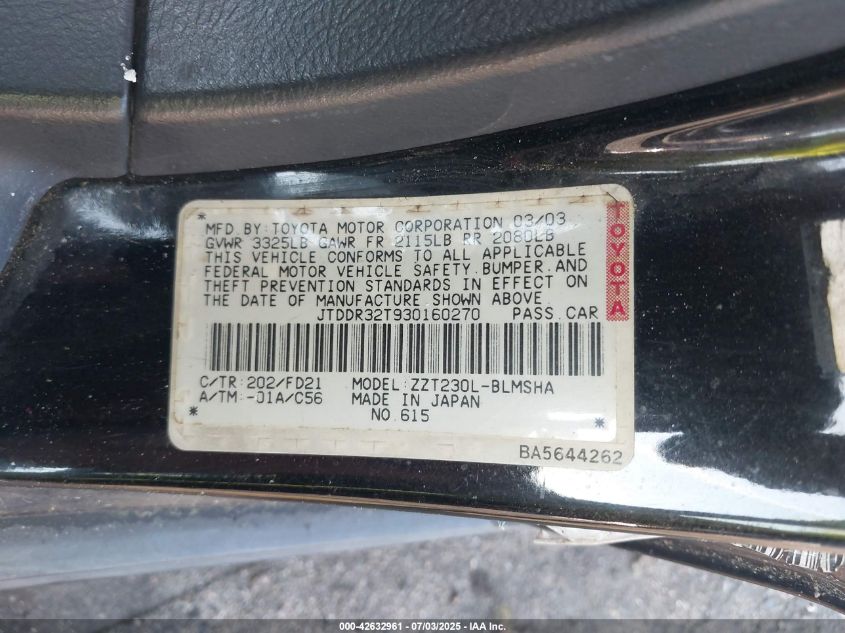 * MFD.BY:TOYOTA MOTOR CORPORATION 03/03
GVWR 3325LB GAWR FR 2115LB RR 2080LB
THIS VEHICLE CONFORMS TO ALL APPLICABLE
FEDERAL MOTOR VEHICLE SAFETY,BUMPER,AND
THEFT PREVENTION STANDARDS IN EFFECT ON
THE DATE OF MANUFACTURE SHOWN ABOVE.
JTDDR32T930160270 PASS.CAR
C/TR:202/FD21 MODEL:ZZT230L-BLMSHA
A/TM:-01A/C56 MADE IN JAPAN
* NO.615 *
BA5644262
TOYOTA
000-42632961 - 07/03/2025 - IAA Inc.